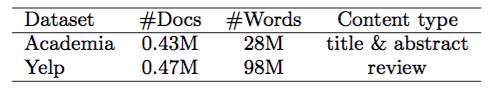 Dataset #Docs #Words Content type
Academia 0.43M 28M title & abstract
Yelp 0.47M 98M review